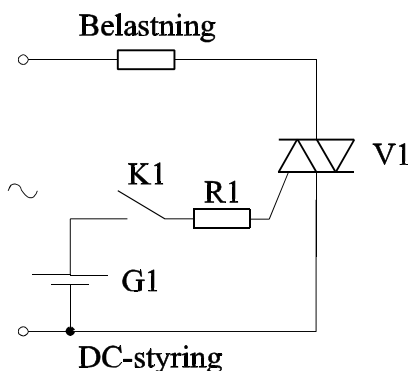 Belastning
V1
K1
R1
G1
DC-styring